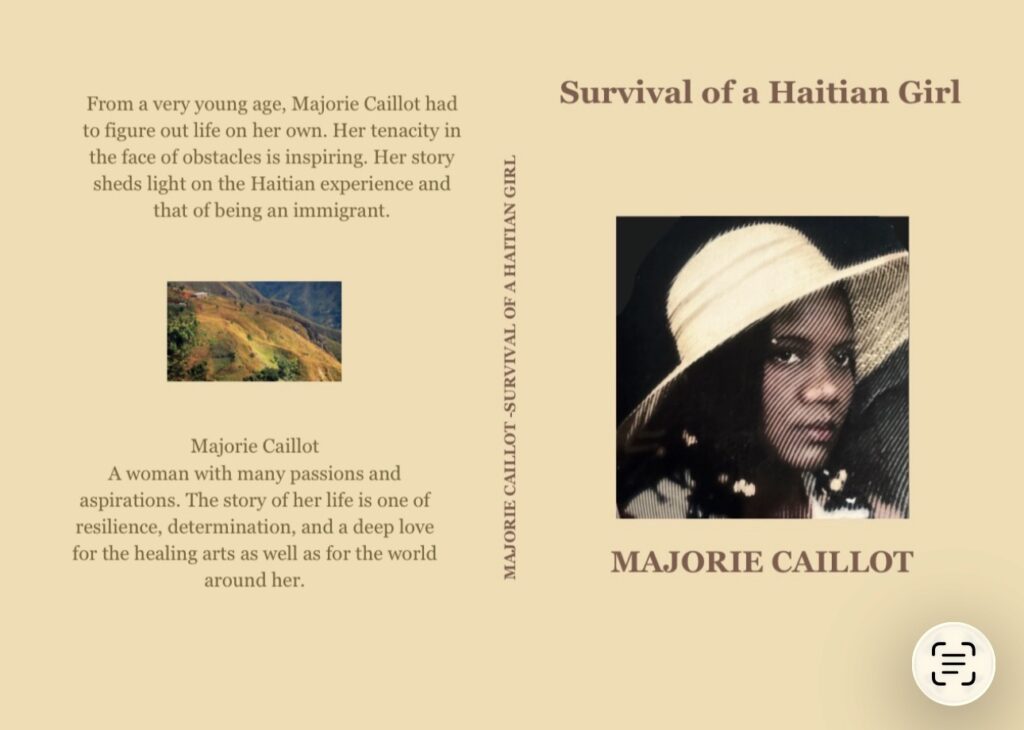 From a very young age, Marjorie Caillot had
to figure out life on her own. Her tenacity in
the face of obstacles is inspiring. Her story
sheds light on the Haitian experience and
that of being an immigrant.
Majorie Caillot
A woman with many passions and
aspirations. The story of her life is one of
resilience, determination, and a deep love
for the healing arts as well as for the world
around her.
MAJORIE CAILLOT -SURVIVAL OF A HAITIAN GIRL
Survival of a Haitian Girl
MAJORIE CAILLOT